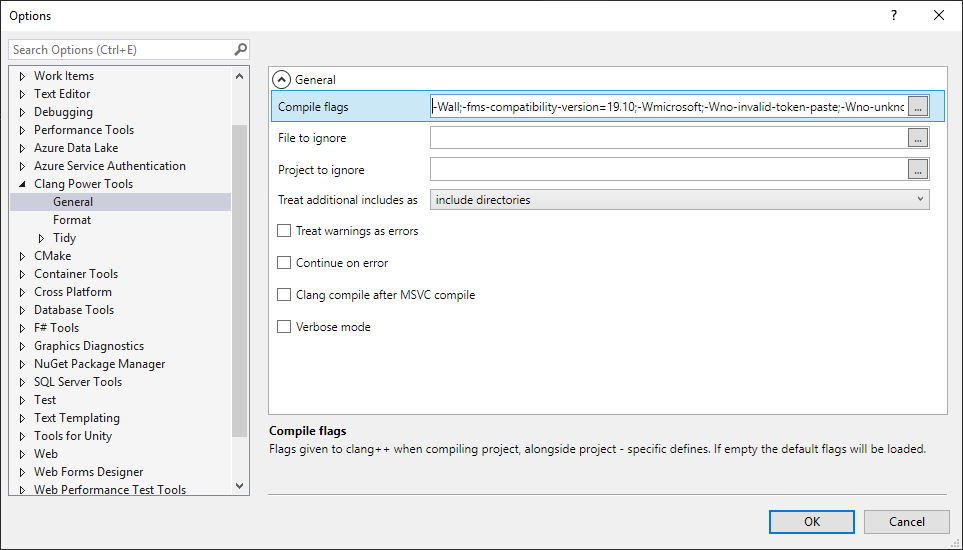 Options
?
Search Options (Ctrl+E)
Work Items
Text Editor
Debugging
Performance Tools
Azure Data Lake
Azure Service Authentication
Clang Power Tools
General
Format
Tidy
CMake
Container Tools
Cross Platform
Database Tools
F# Tools
Graphics Diagnostics
NuGet Package Manager
SQL Server Tools
Test
Text Templating
Tools for Unity
Web
Web Forms Designer
Web Performance Test Tools
General
Compile flags
-Wall;-fms-compatibility-version=19.10;-Wmicrosoft;-Wno-invalid-token-paste;-Wno-unkno
...
File to ignore
...
Project to ignore
...
Treat additional includes as
include directories
Treat warnings as errors
Continue on error
Clang compile after MSVC compile
Verbose mode
Compile flags
Flags given to clang++ when compiling project, alongside project - specific defines. If empty the default flags will be loaded.
OK
Cancel